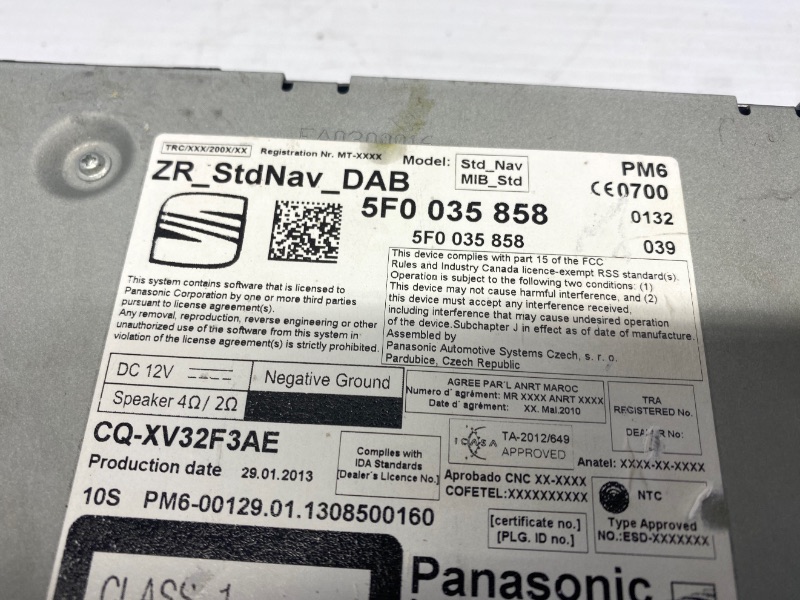 TRC/XXX/200X/XX Registration Nr. MT-XXXX Model: Std_Nav MIB_Std PM6
ZR_StdNav_DAB
CE0700
5F0 035 858 0132
5F0 035 858 039
This system contains software that is licensed to
Panasonic Corporation by one or more third parties
pursuant to license agreement(s).
Any removal, reproduction, reverse engineering or other
unauthorized use of the software from this system in
violation of the license agreement(s) is strictly prohibited.
This device complies with part 15 of the FCC
Rules and Industry Canada licence-exempt RSS standard(s).
Operation is subject to the following two conditions: (1)
This device may not cause harmful interference, and (2)
this device must accept any interference received,
including interference that may cause undesired operation
of the device.Subchapter J in effect as of date of manufacture.
Assembled by
Panasonic Automotive Systems Czech, s. r. o.
Pardubice, Czech Republic
DC 12V Negative Ground
Speaker 4Ω/ 2Ω
AGREE PAR'L ANRT MAROC
Numero d' agrément: MR XXXX ANRT XXXX
Date d' agrément: XX. Mai.2010
TRA
REGISTERED No.
CQ-XV32F3AE
Production date 29.01.2013
10S PM6-00129.01.1308500160
Complies with
IDA Standards
[Dealer's Licence No.]
ICASA TA-2012/649
APPROVED
Anatel: XXXX-XX-XXXX
Aprobado CNC XX-XXXX
COFETEL:XXXXXXXXXX
NTC
Type Approved
NO.:ESD-XXXXXXX
[certificate no.]
[PLG. ID no.]
CLASS 1
Panasonic